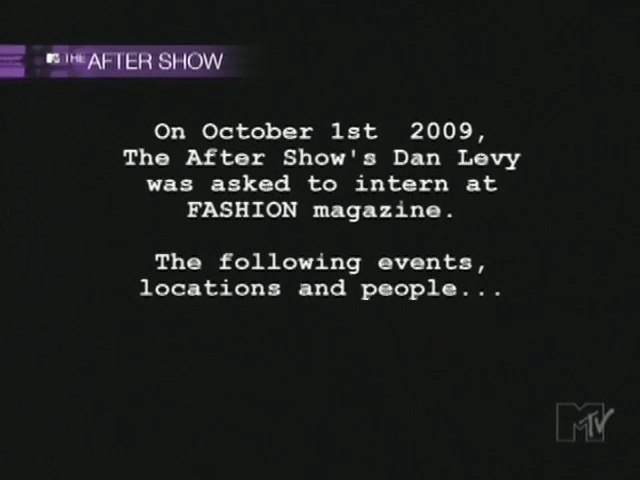 THE AFTER SHOW
On October 1st 2009,
The After Show's Dan Levy
was asked to intern at
FASHION magazine.
The following events,
locations and people...
MTV